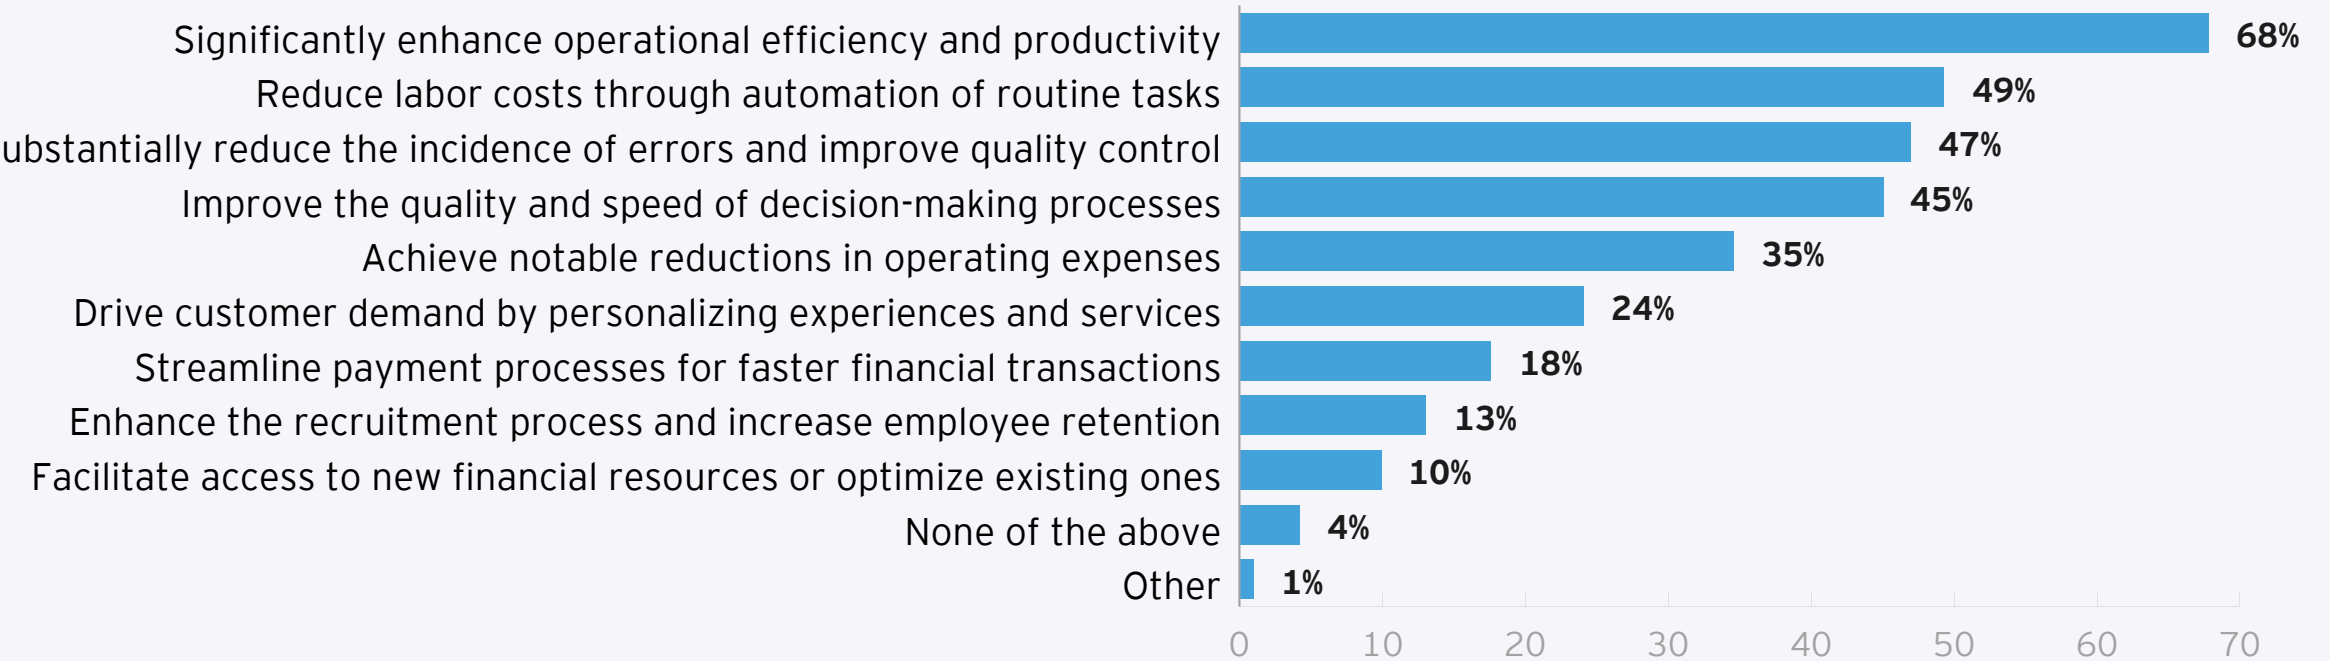 Significantly enhance operational efficiency and productivity 68%
Reduce labor costs through automation of routine tasks 49%
ubstantially reduce the incidence of errors and improve quality control 47%
Improve the quality and speed of decision-making processes 45%
Achieve notable reductions in operating expenses 35%
Drive customer demand by personalizing experiences and services 24%
Streamline payment processes for faster financial transactions 18%
Enhance the recruitment process and increase employee retention 13%
Facilitate access to new financial resources or optimize existing ones 10%
None of the above 4%
Other 1%
0 10 20 30 40 50 60 70